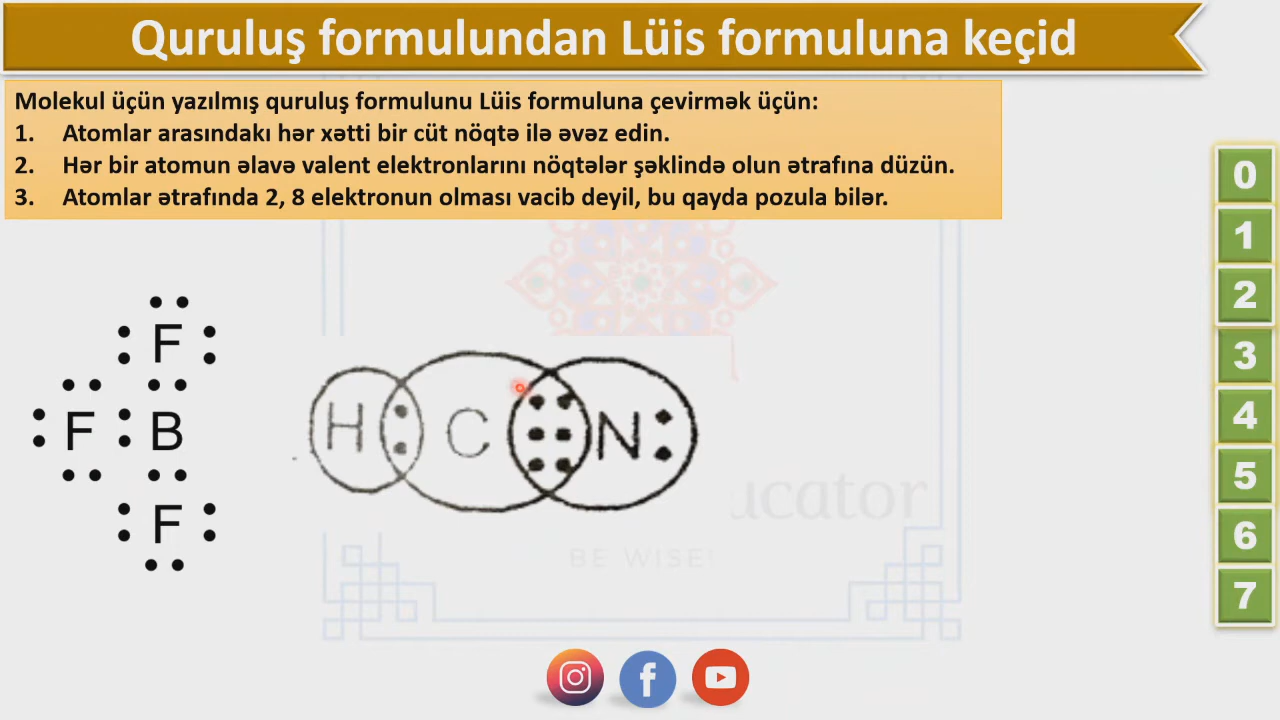 Quruluş formulundan Lüis formuluna keçid
Molekul üçün yazılmış quruluş formulunu Lüis formuluna çevirmək üçün:
1. Atomlar arasındakı hər xətti bir cüt nöqtə ilə əvəz edin.
2. Hər bir atomun əlavə valent elektronlarını nöqtələr şəklində olun ətrafına düzün.
3. Atomlar ətrafında 2, 8 elektronun olması vacib deyil, bu qayda pozula bilər.
F
F B
F
H C N
ucator
BE WISE!
0
1
2
3
4
5
6
7